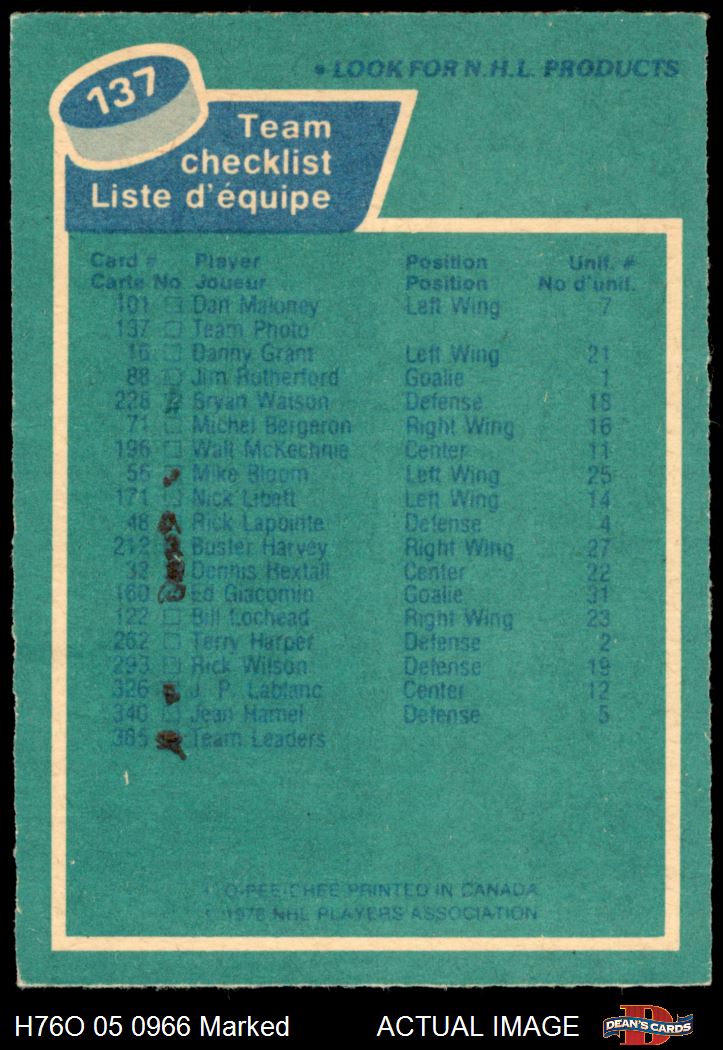 137
• LOOK FOR N.H.L. PRODUCTS
Team
checklist
Liste d'équipe
Card # Player Position Unif. #
Carte No Joueur Position No d'unif.
101 Dan Maloney Left Wing 7
137 Team Photo
16 Danny Grant Left Wing 21
88 Jim Rutherford Goalie 1
228 Bryan Watson Defense 18
71 Michel Bergeron Right Wing 16
196 Walt McKechnie Center 11
56 Mike Bloom Left Wing 25
171 Nick Libett Left Wing 14
48 Rick Lapointe Defense 4
212 Buster Harvey Right Wing 27
32 Dennis Hextall Center 22
160 Ed Giacomin Goalie 31
122 Bill Lochead Right Wing 23
262 Terry Harper Defense 2
293 Rick Wilson Defense 19
326 J. P. Lablanc Center 12
340 Jean Hamel Defense 5
385 Team Leaders
O-PEE-CHEE PRINTED IN CANADA
© 1976 NHL PLAYERS ASSOCIATION
H76O 05 0966 Marked ACTUAL IMAGE
D
DEAN'S CARDS